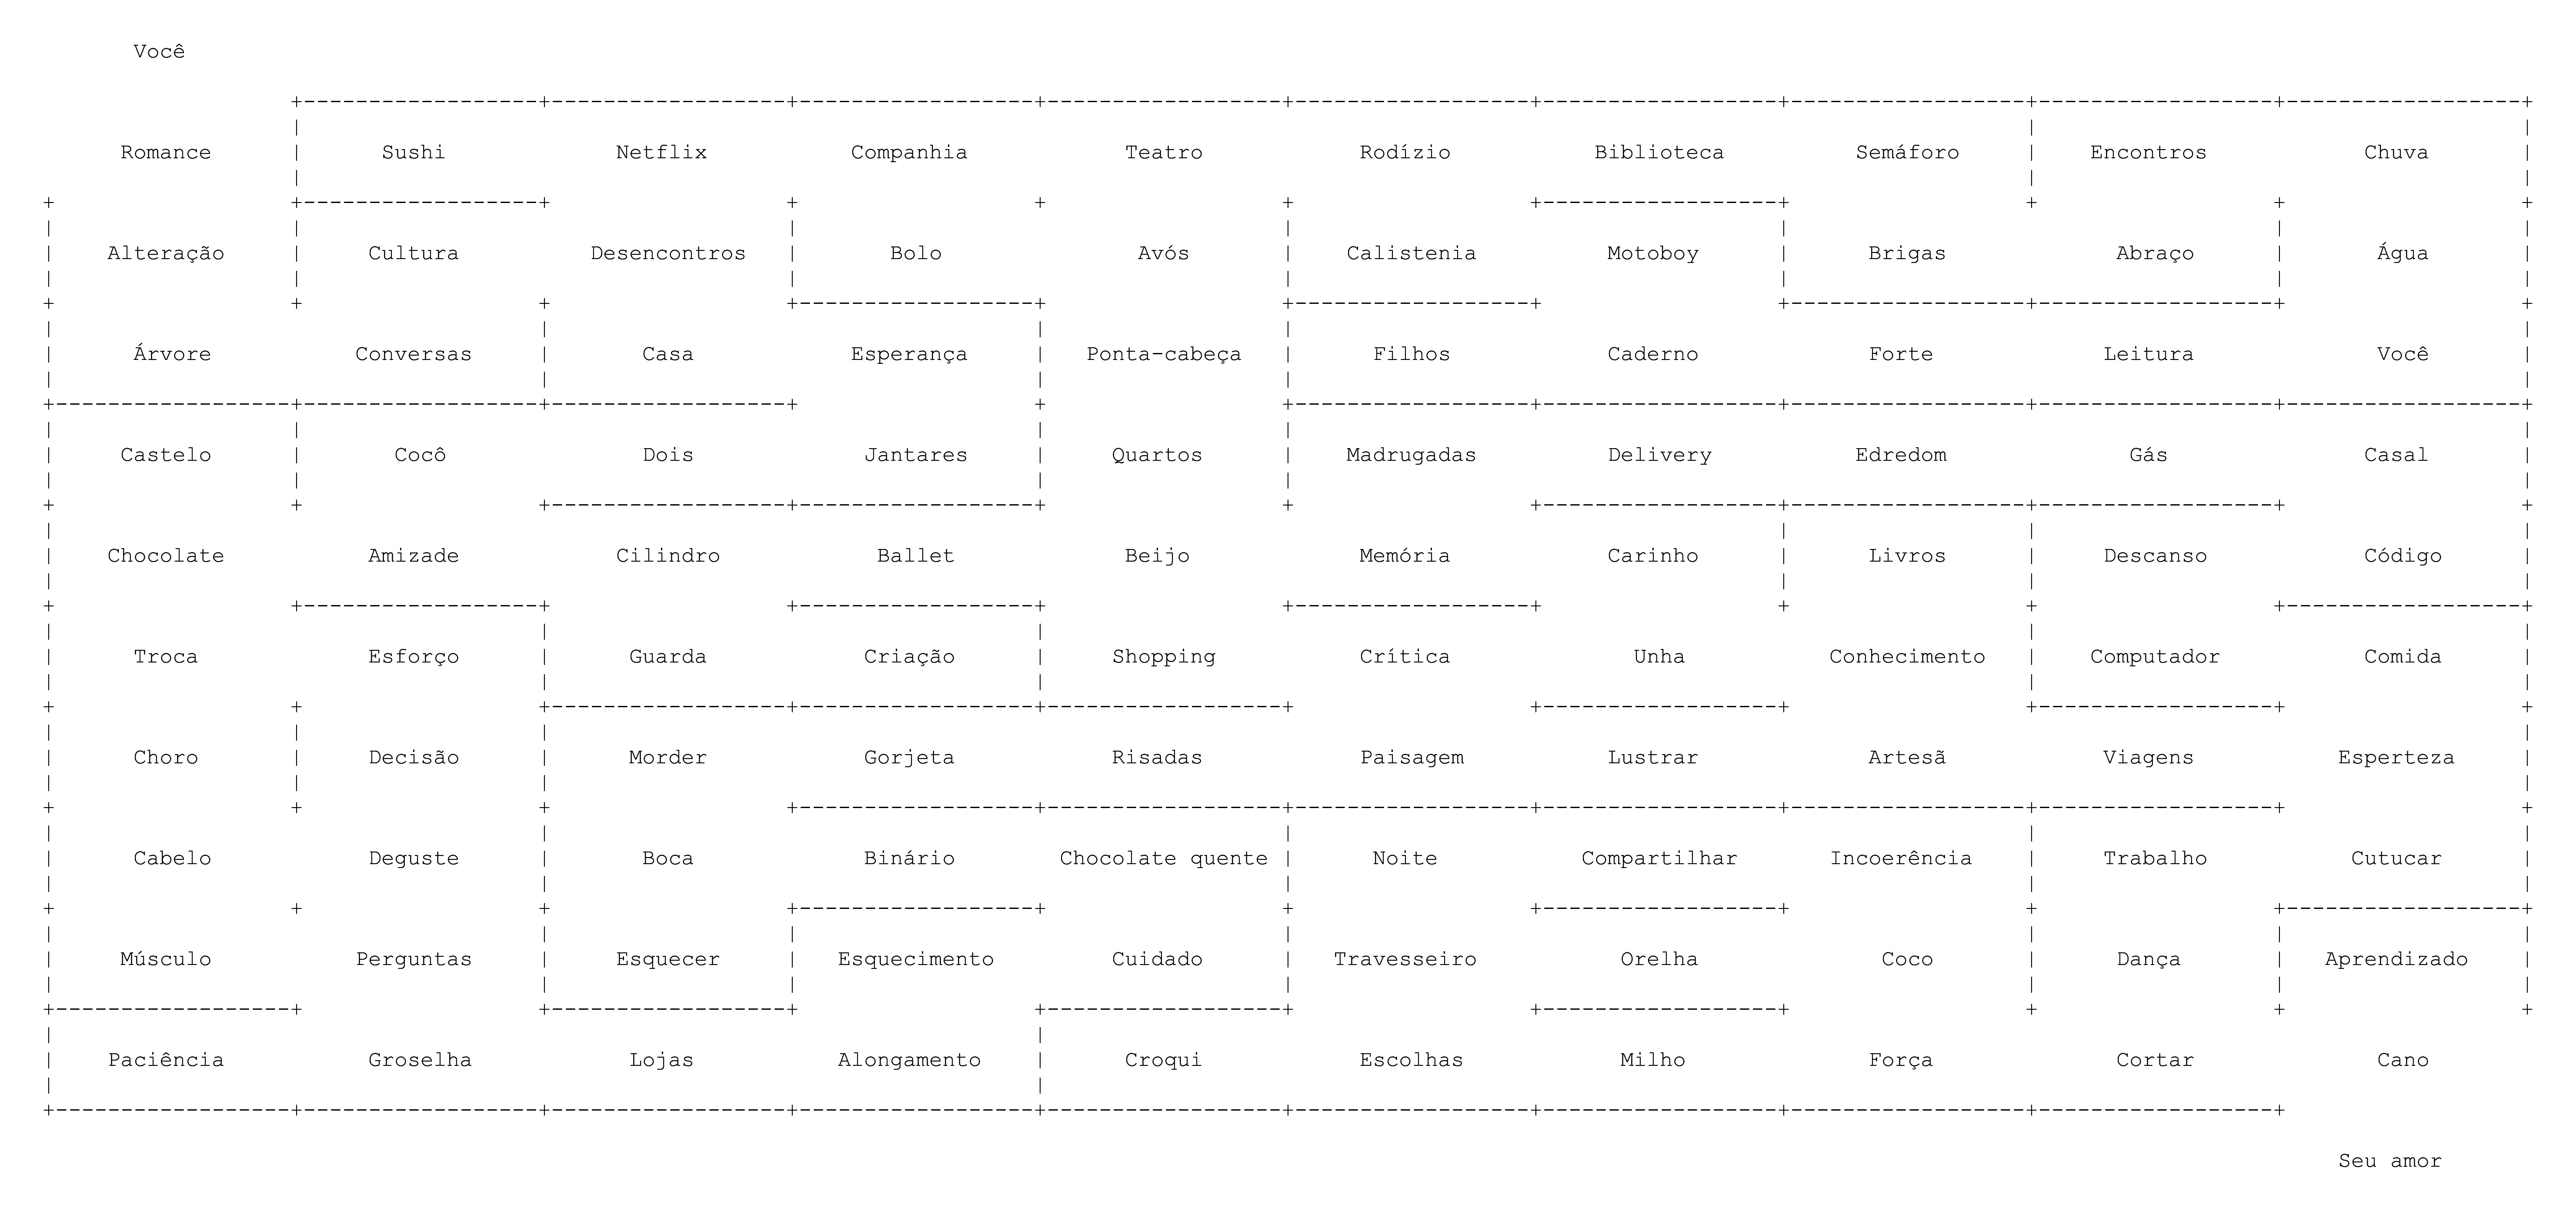 Você
Romance Sushi Netflix Companhia Teatro Rodízio Biblioteca Semáforo Encontros Chuva
Alteração Cultura Desencontros Bolo Avós Calistenia Motoboy Brigas Abraço Água
Árvore Conversas Casa Esperança Ponta-cabeça Filhos Caderno Forte Leitura Você
Castelo Cocô Dois Jantares Quartos Madrugadas Delivery Edredom Gás Casal
Chocolate Amizade Cilindro Ballet Beijo Memória Carinho Livros Descanso Código
Troca Esforço Guarda Criação Shopping Crítica Unha Conhecimento Computador Comida
Choro Decisão Morder Gorjeta Risadas Paisagem Lustrar Artesã Viagens Esperteza
Cabelo Deguste Boca Binário Chocolate quente Noite Compartilhar Incoerência Trabalho Cutucar
Músculo Perguntas Esquecer Esquecimento Cuidado Travesseiro Orelha Coco Dança Aprendizado
Paciência Groselha Lojas Alongamento Croqui Escolhas Milho Força Cortar Cano
Seu amor